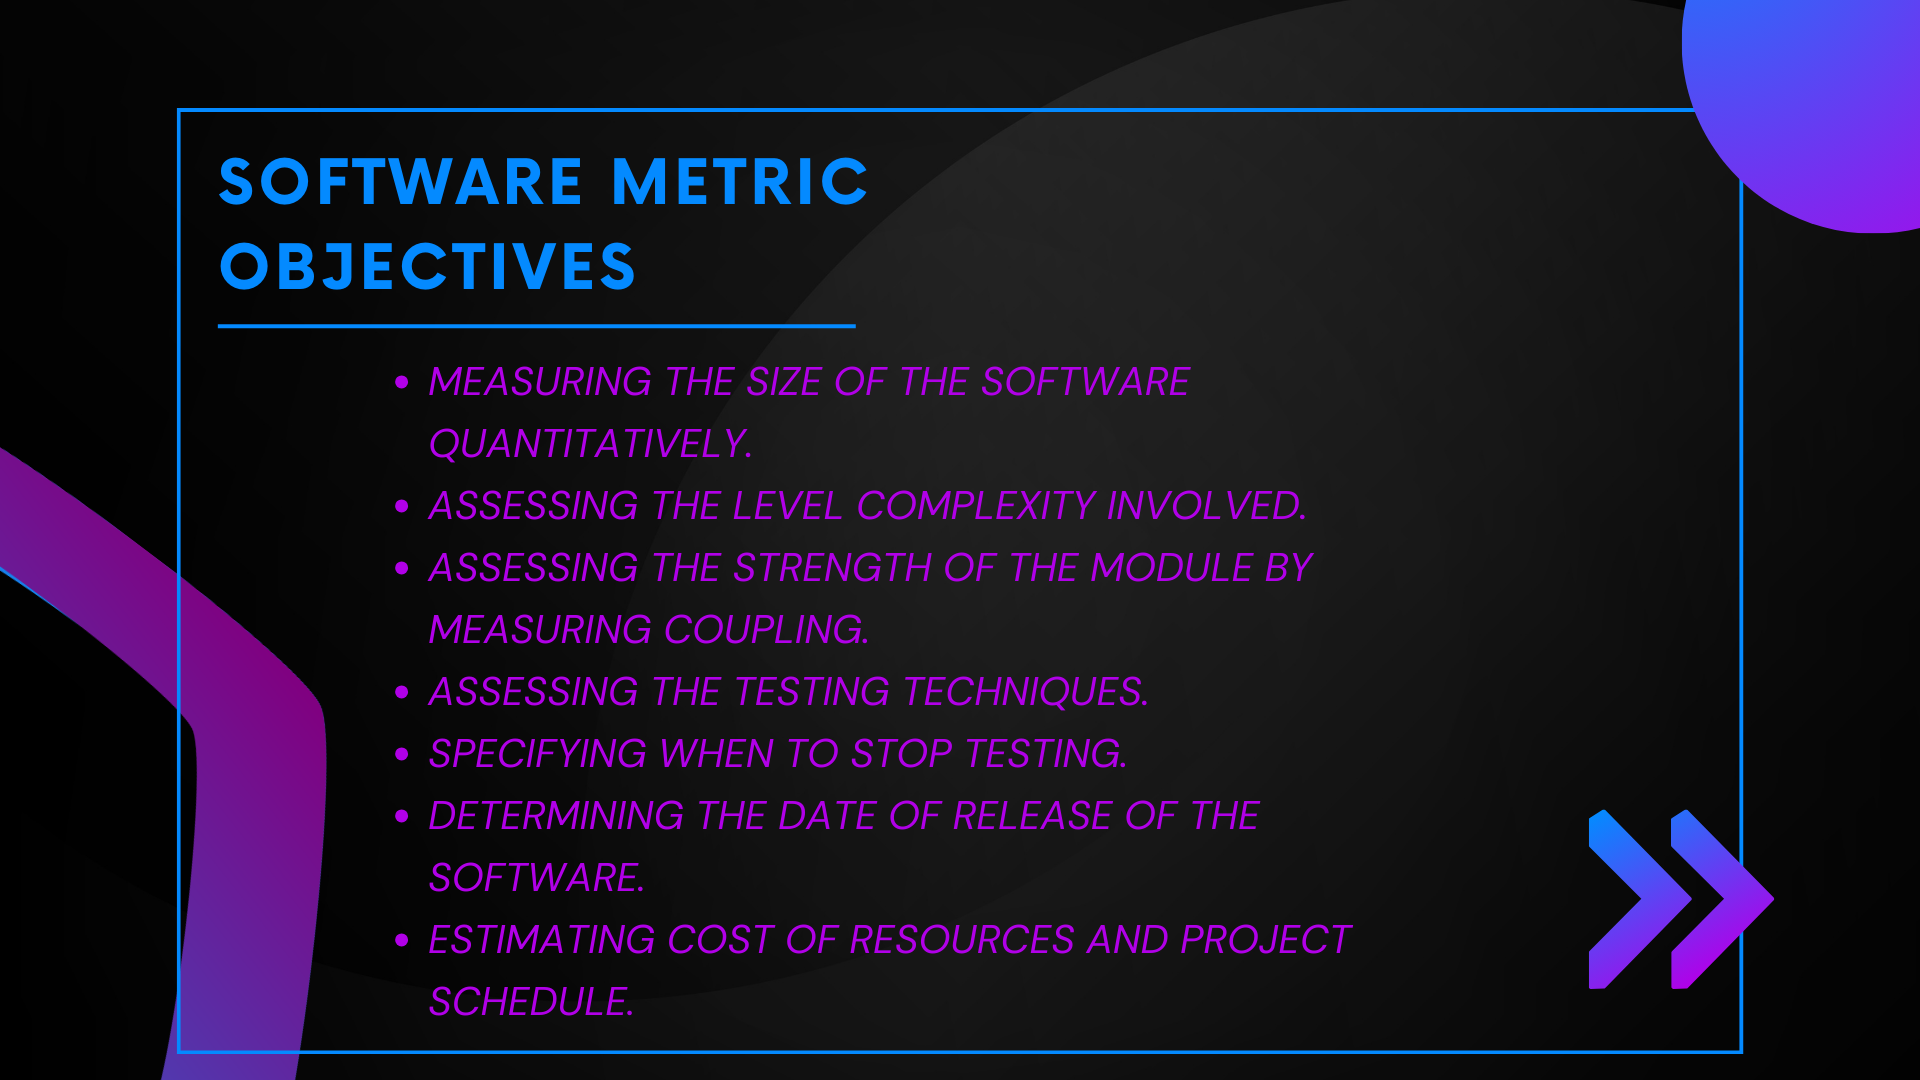 SOFTWARE METRIC
OBJECTIVES
• MEASURING THE SIZE OF THE SOFTWARE
QUANTITATIVELY.
• ASSESSING THE LEVEL COMPLEXITY INVOLVED.
• ASSESSING THE STRENGTH OF THE MODULE BY
MEASURING COUPLING.
• ASSESSING THE TESTING TECHNIQUES.
• SPECIFYING WHEN TO STOP TESTING.
• DETERMINING THE DATE OF RELEASE OF THE
SOFTWARE.
• ESTIMATING COST OF RESOURCES AND PROJECT
SCHEDULE.